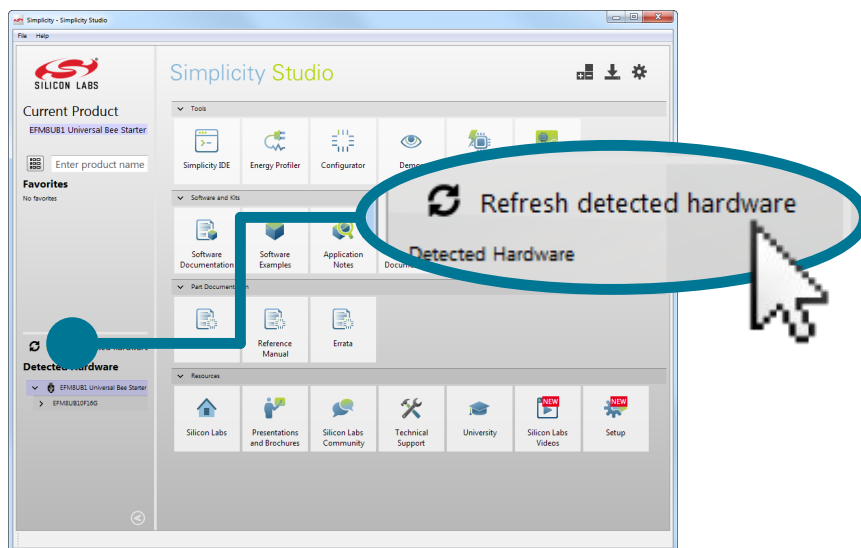 Simplicity - Simplicity Studio
File Help
SILICON LABS
Simplicity Studio
Current Product
EFM8UB1 Universal Bee Starter
Enter product name
Favorites
No favorites
Tools
Simplicity IDE
Energy Profiler
Configurator
Demo
Software and Kits
Software Documentation
Software Examples
Application Notes
Refresh detected hardware
Detected Hardware
Part Documentation
Reference Manual
Errata
Detected Hardware
EFM8UB1 Universal Bee Starter
EFM8UB10F16G
Resources
Silicon Labs
Presentations and Brochures
Silicon Labs Community
Technical Support
University
NEW
Silicon Labs Videos
NEW
Setup